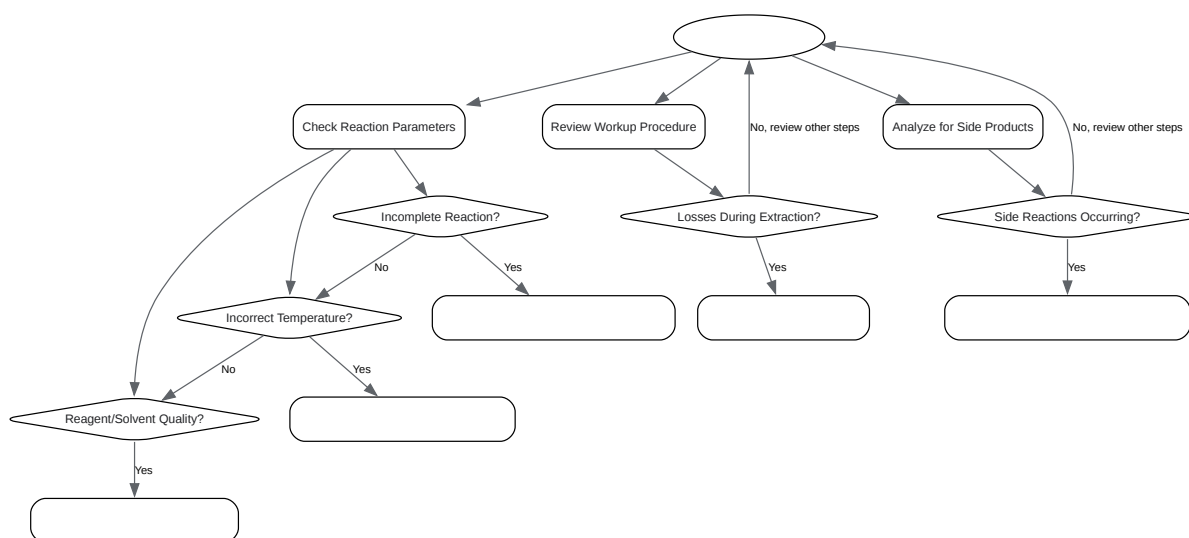 Check Reaction Parameters
Review Workup Procedure
No, review other steps
Analyze for Side Products
No, review other steps
Incomplete Reaction?
Losses During Extraction?
Side Reactions Occurring?
No
Yes
Yes
Yes
Incorrect Temperature?
No
Yes
Reagent/Solvent Quality?
Yes